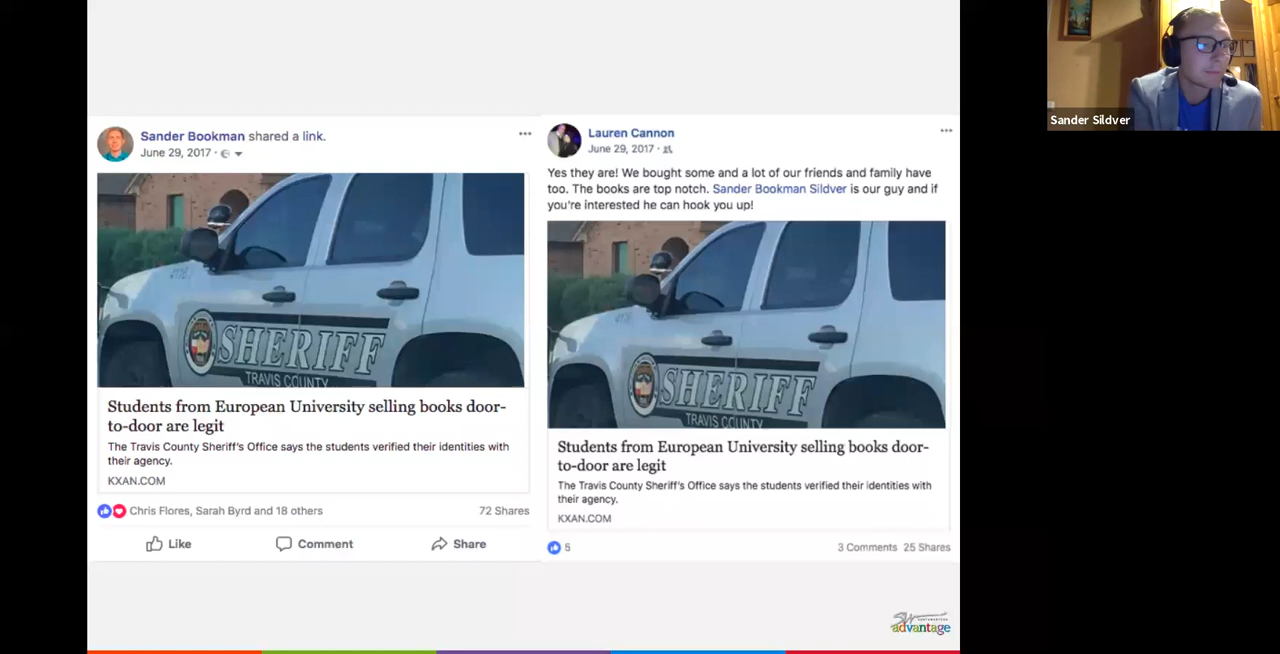 Sander Bookman shared a link.
June 29, 2017 ·
SHERIFF
TRAVIS COUNTY
Students from European University selling books door-
to-door are legit
The Travis County Sheriff's Office says the students verified their identities with
their agency.
KXAN.COM
Chris Flores, Sarah Byrd and 18 others
72 Shares
Like
Comment
Share
Lauren Cannon
June 29, 2017 ·
Yes they are! We bought some and a lot of our friends and family have
too. The books are top notch. Sander Bookman Sildver is our guy and if
you're interested he can hook you up!
SHERIFF
TRAVIS COUNTY
Students from European University selling books door-
to-door are legit
The Travis County Sheriff's Office says the students verified their identities with
their agency.
KXAN.COM
5
3 Comments 25 Shares
advantage
Sander Sildver